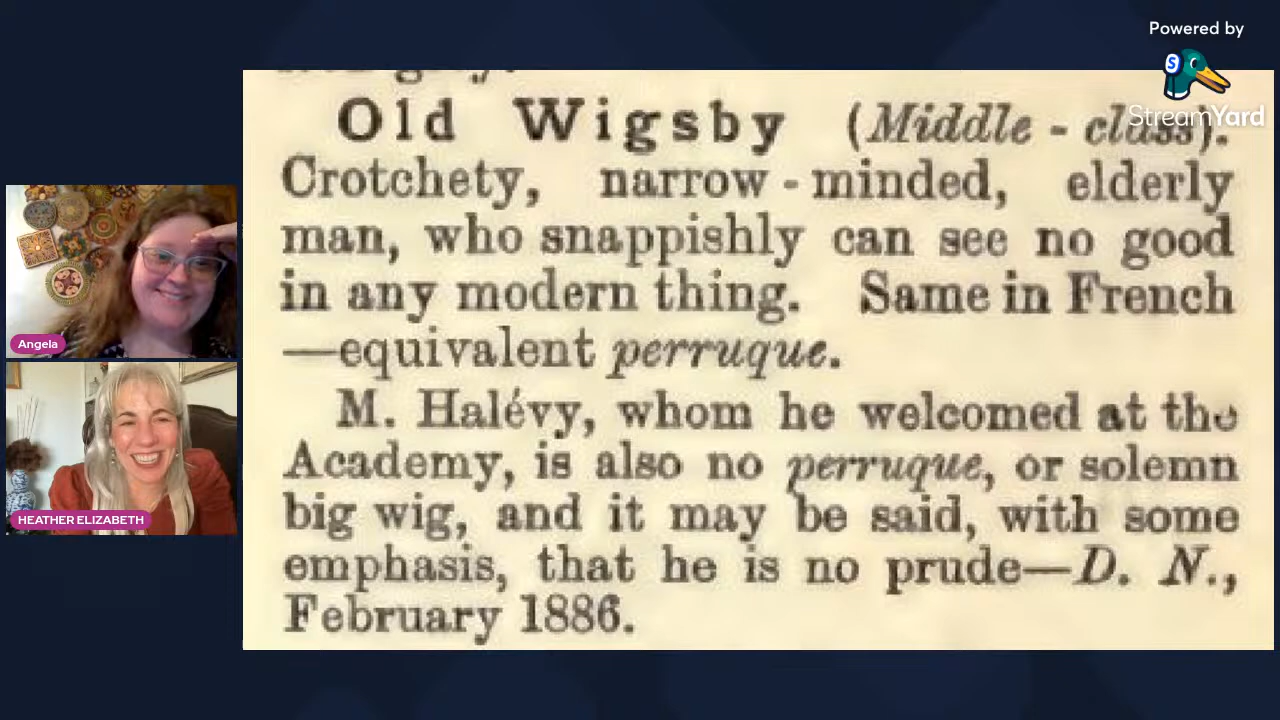 Powered by
StreamYard
Old Wigsby (Middle - class).
Crotchety, narrow - minded, elderly
man, who snappishly can see no good
in any modern thing. Same in French
—equivalent perruque.
M. Halévy, whom he welcomed at the
Academy, is also no perruque, or solemn
big wig, and it may be said, with some
emphasis, that he is no prude—D. N.,
February 1886.
Angela
HEATHER ELIZABETH